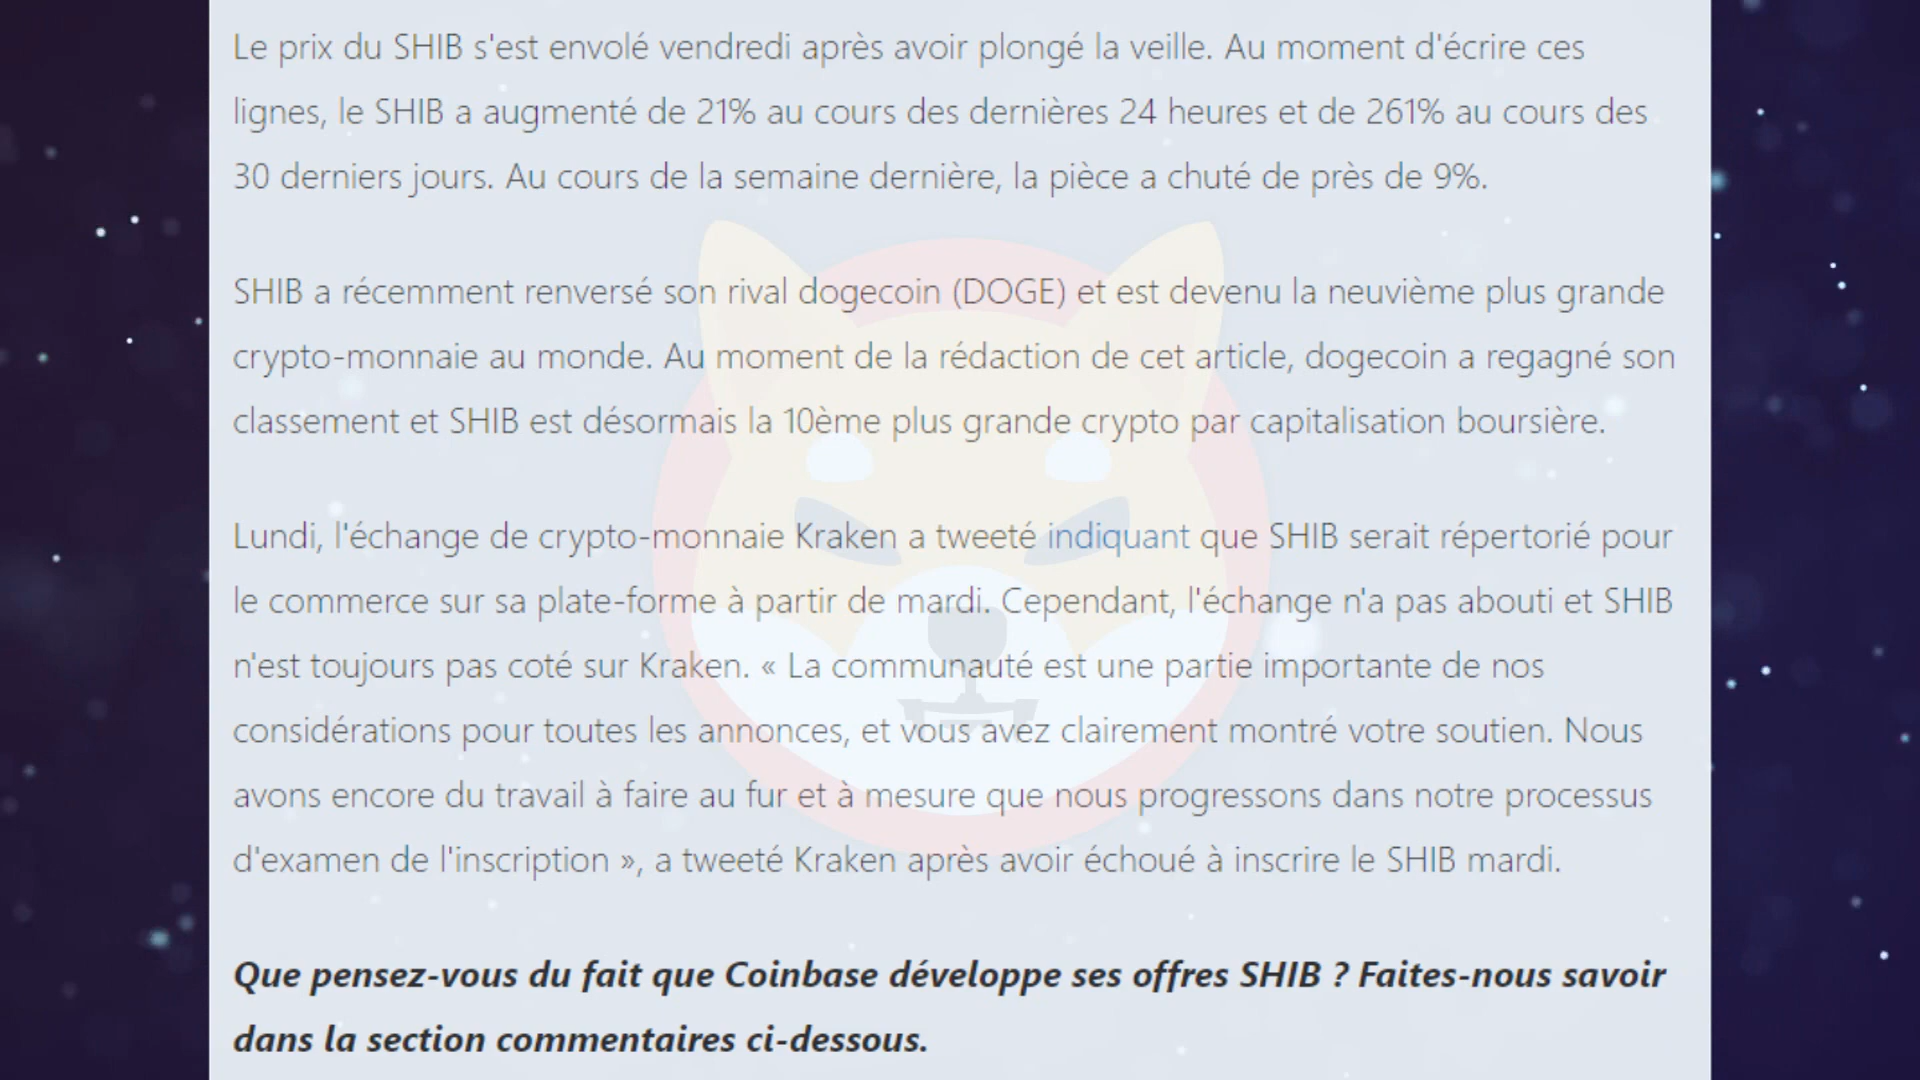 Le prix du SHIB s'est envolé vendredi après avoir plongé la veille. Au moment d'écrire ces
lignes, le SHIB a augmenté de 21% au cours des dernières 24 heures et de 261% au cours des
30 derniers jours. Au cours de la semaine dernière, la pièce a chuté de près de 9%.
SHIB a récemment renversé son rival dogecoin (DOGE) et est devenu la neuvième plus grande
crypto-monnaie au monde. Au moment de la rédaction de cet article, dogecoin a regagné son
classement et SHIB est désormais la 10ème plus grande crypto par capitalisation boursière.
Lundi, l'échange de crypto-monnaie Kraken a tweeté indiquant que SHIB serait répertorié pour
le commerce sur sa plate-forme à partir de mardi. Cependant, l'échange n'a pas abouti et SHIB
n'est toujours pas coté sur Kraken. « La communauté est une partie importante de nos
considérations pour toutes les annonces, et vous avez clairement montré votre soutien. Nous
avons encore du travail à faire au fur et à mesure que nous progressons dans notre processus
d'examen de l'inscription », a tweeté Kraken après avoir échoué à inscrire le SHIB mardi.
Que pensez-vous du fait que Coinbase développe ses offres SHIB ? Faites-nous savoir
dans la section commentaires ci-dessous.